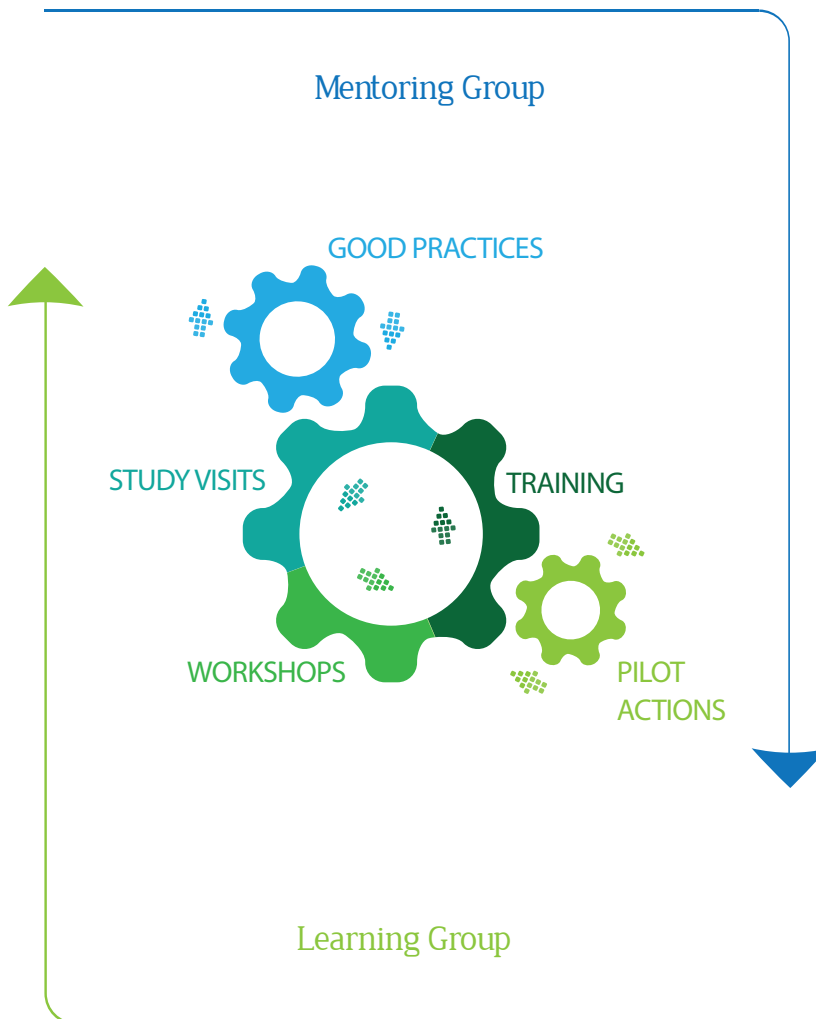 Mentoring Group
GOOD PRACTICES
STUDY VISITS
TRAINING
WORKSHOPS
PILOT
ACTIONS
Learning Group